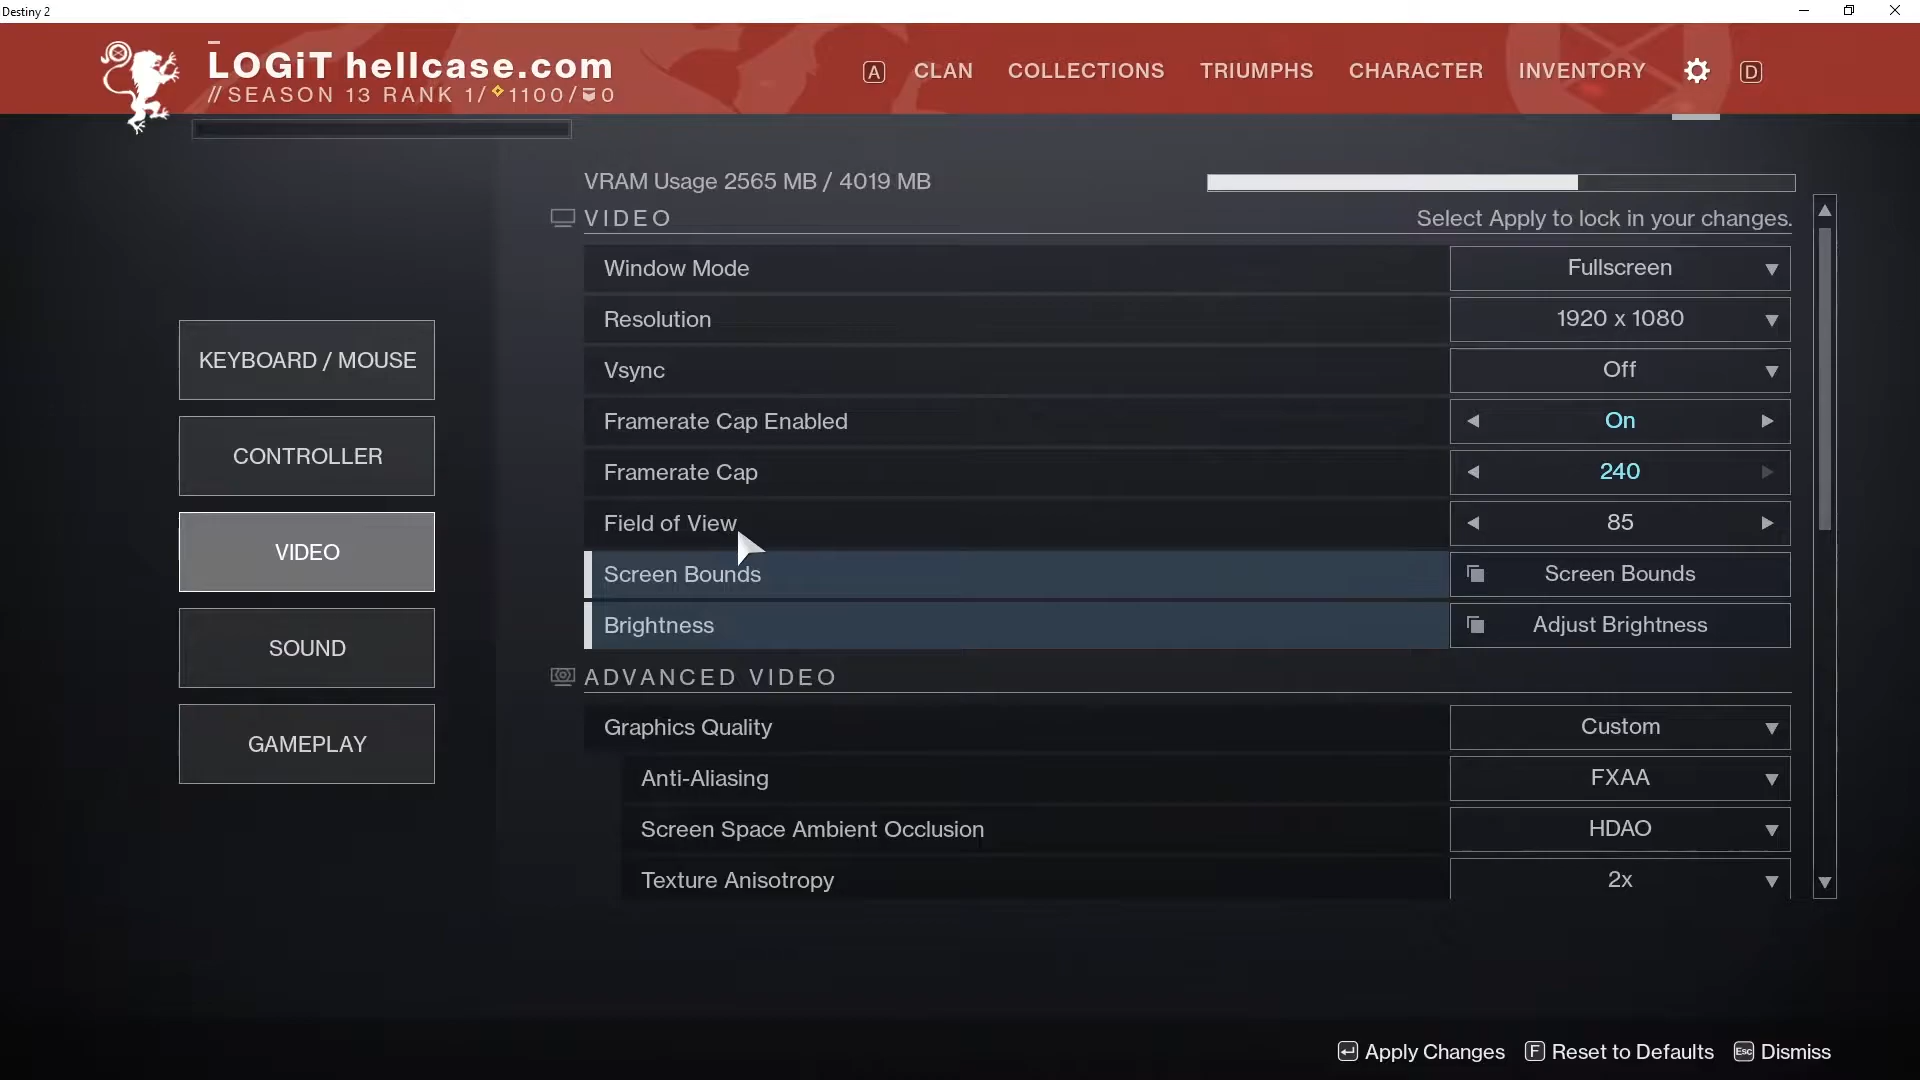 Destiny 2
LOGiT hellcase.com
//SEASON 13 RANK 1/1100/0
A CLAN COLLECTIONS TRIUMPHS CHARACTER INVENTORY D
VRAM Usage 2565 MB / 4019 MB
VIDEO Select Apply to lock in your changes.
Window Mode Fullscreen
Resolution 1920 x 1080
Vsync Off
Framerate Cap Enabled On
Framerate Cap 240
Field of View 85
Screen Bounds Screen Bounds
Brightness Adjust Brightness
ADVANCED VIDEO
Graphics Quality Custom
Anti-Aliasing FXAA
Screen Space Ambient Occlusion HDAO
Texture Anisotropy 2x
KEYBOARD / MOUSE
CONTROLLER
VIDEO
SOUND
GAMEPLAY
Apply Changes F Reset to Defaults Esc Dismiss